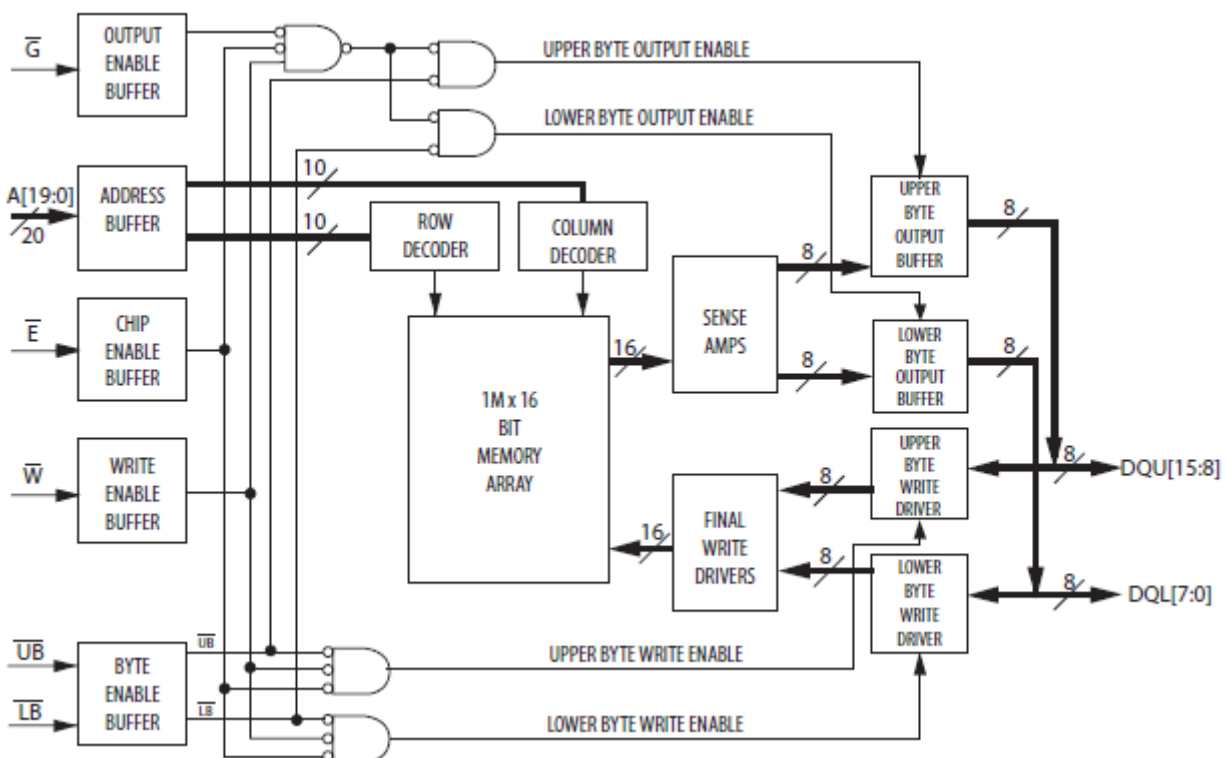 G̅
OUTPUT
ENABLE
BUFFER
UPPER BYTE OUTPUT ENABLE
LOWER BYTE OUTPUT ENABLE
A[19:0]
20
ADDRESS
BUFFER
10
10
ROW
DECODER
COLUMN
DECODER
UPPER
BYTE
OUTPUT
BUFFER
8
E̅
CHIP
ENABLE
BUFFER
1M x 16
BIT
MEMORY
ARRAY
16
SENSE
AMPS
8
8
LOWER
BYTE
OUTPUT
BUFFER
8
W̅
WRITE
ENABLE
BUFFER
16
FINAL
WRITE
DRIVERS
8
8
UPPER
BYTE
WRITE
DRIVER
8
DQU[15:8]
LOWER
BYTE
WRITE
DRIVER
8
DQL[7:0]
U̅B̅
L̅B̅
BYTE
ENABLE
BUFFER
U̅B̅
L̅B̅
UPPER BYTE WRITE ENABLE
LOWER BYTE WRITE ENABLE